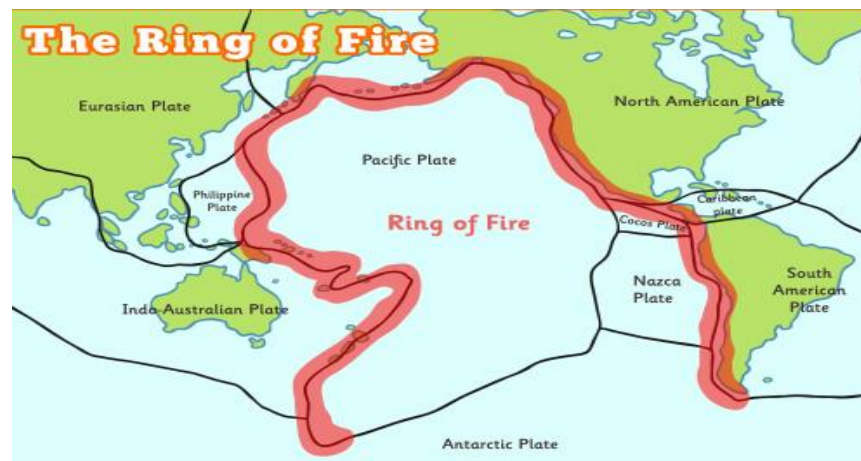 The Ring of Fire
Eurasian Plate
North American Plate
Pacific Plate
Philippine
Plate
Caribbean
plate
Ring of Fire
Cocos Plate
Nazca
Plate
South
American
Plate
Indo-Australian Plate
Antarctic Plate